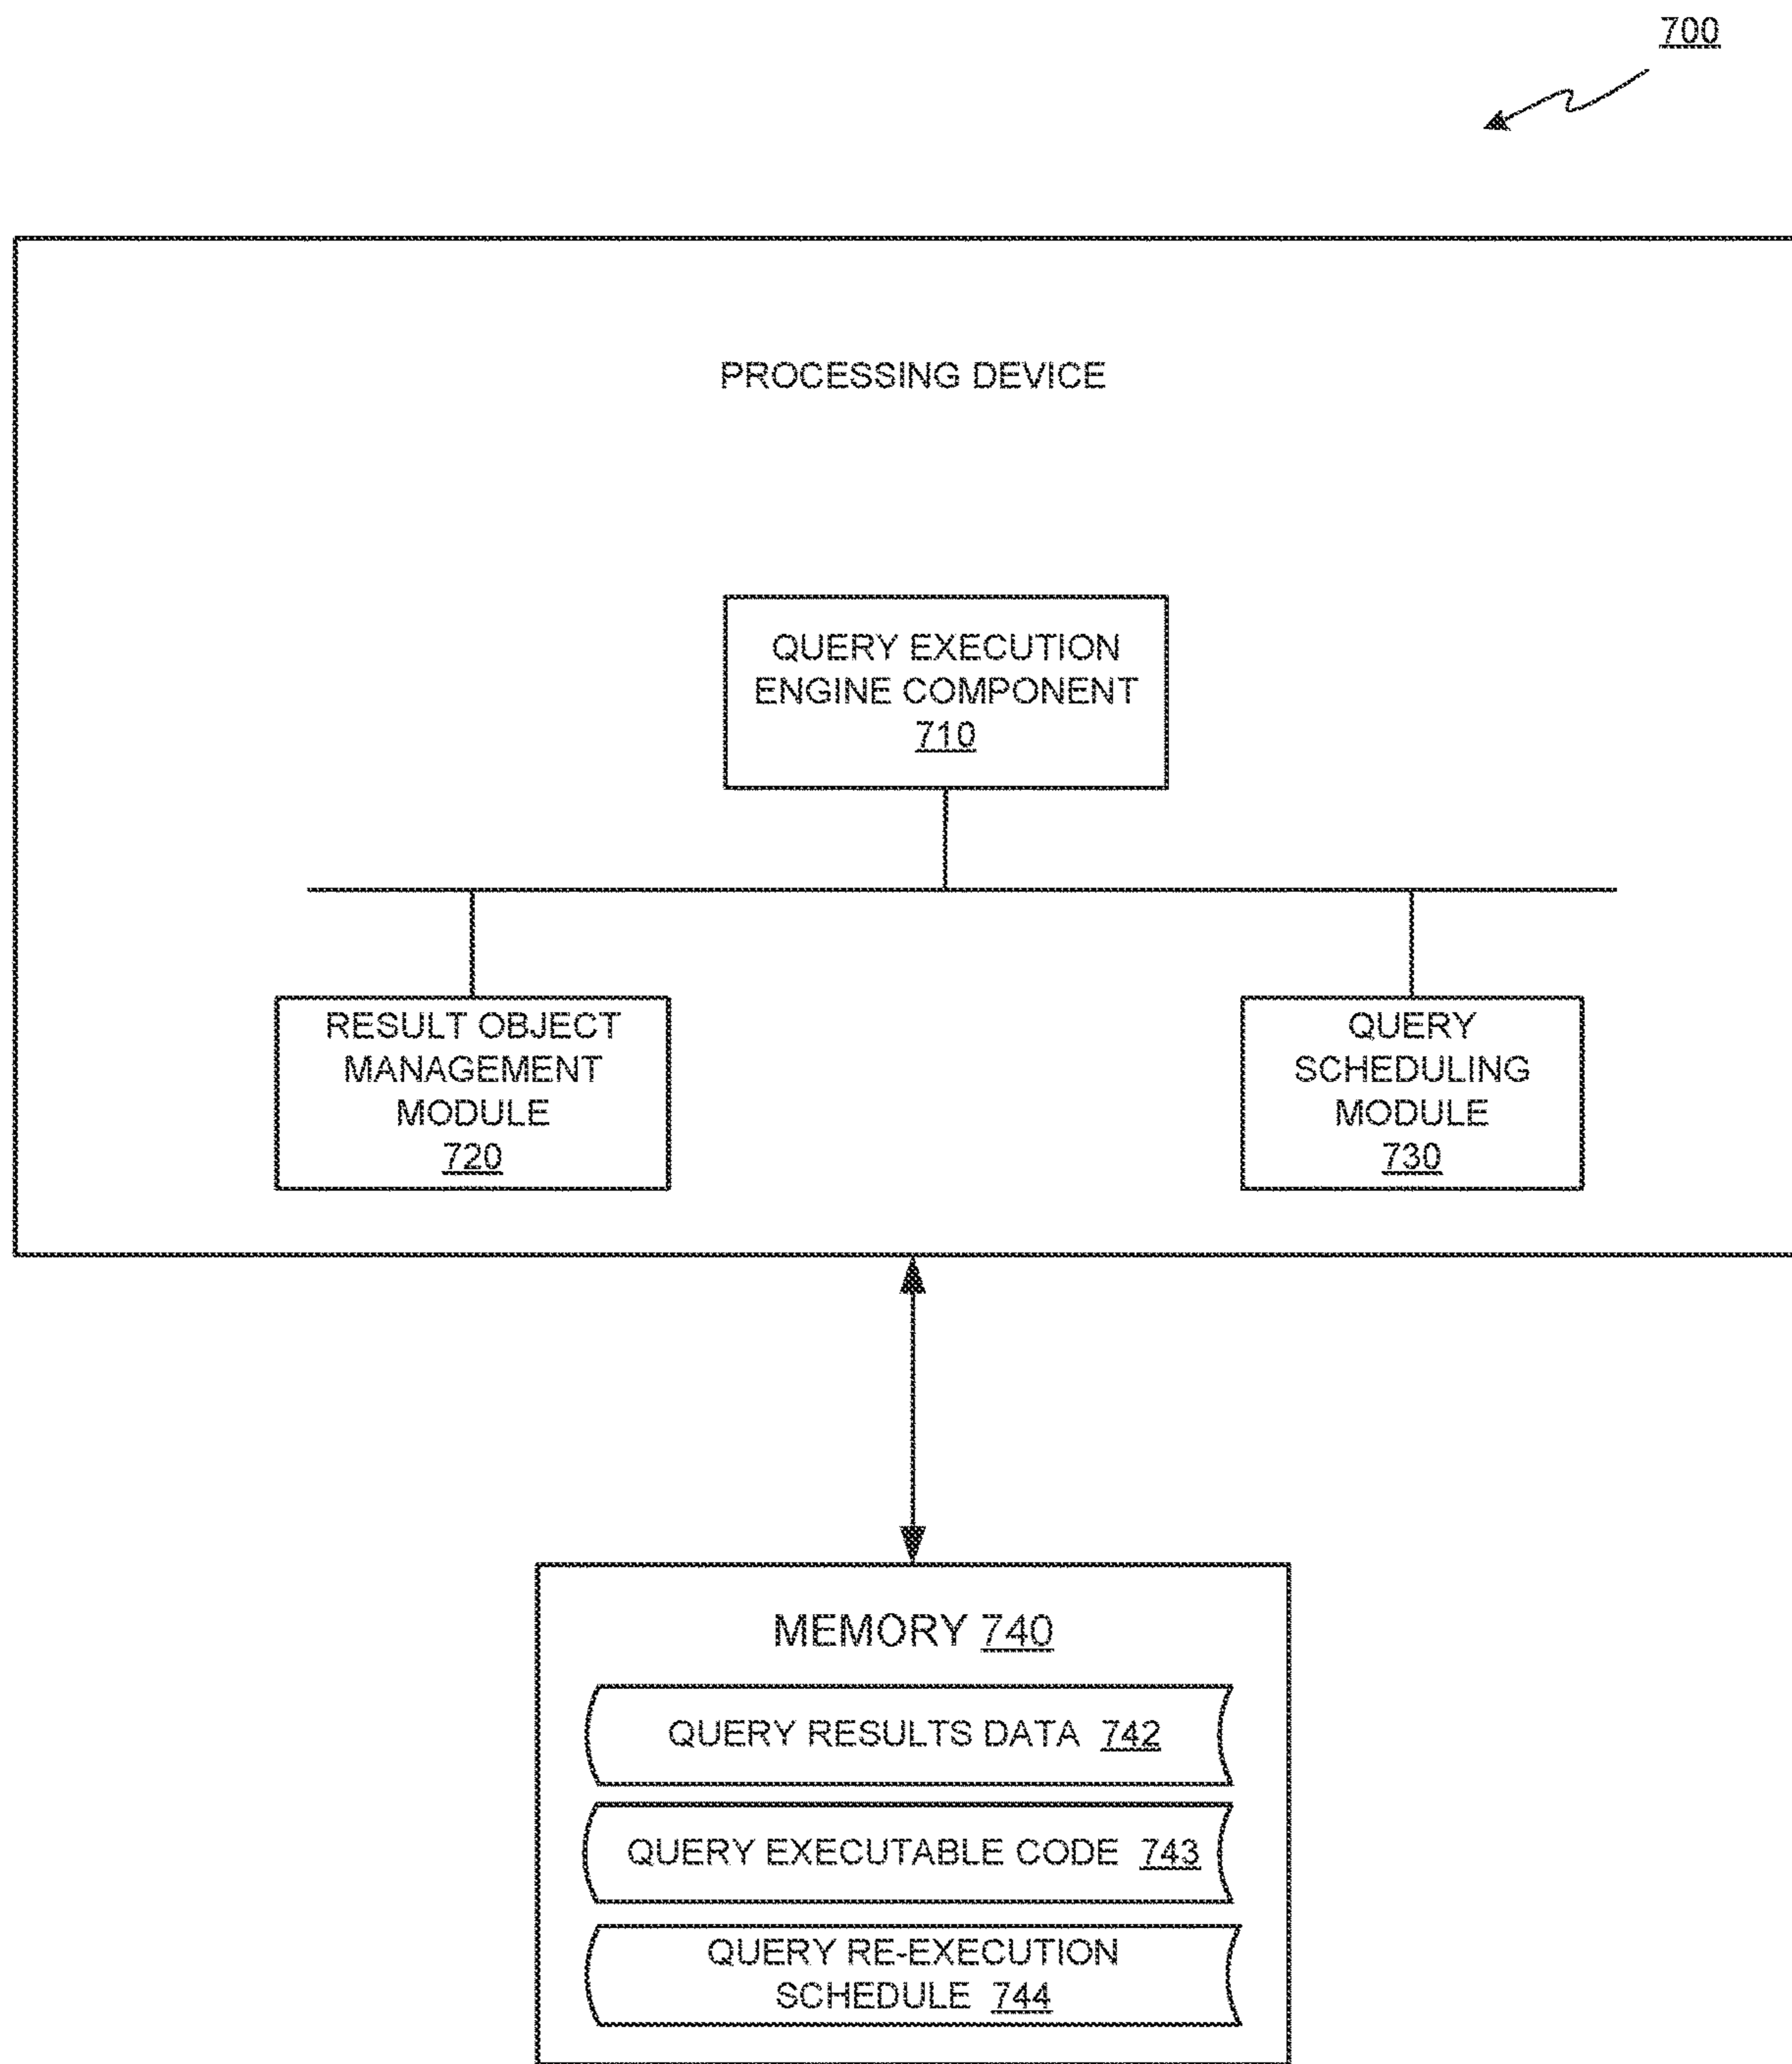 700
PROCESSING DEVICE
QUERY EXECUTION
ENGINE COMPONENT
710
RESULT OBJECT
MANAGEMENT
MODULE
720
QUERY
SCHEDULING
MODULE
730
MEMORY 740
QUERY RESULTS DATA 742
QUERY EXECUTABLE CODE 743
QUERY RE-EXECUTION
SCHEDULE 744